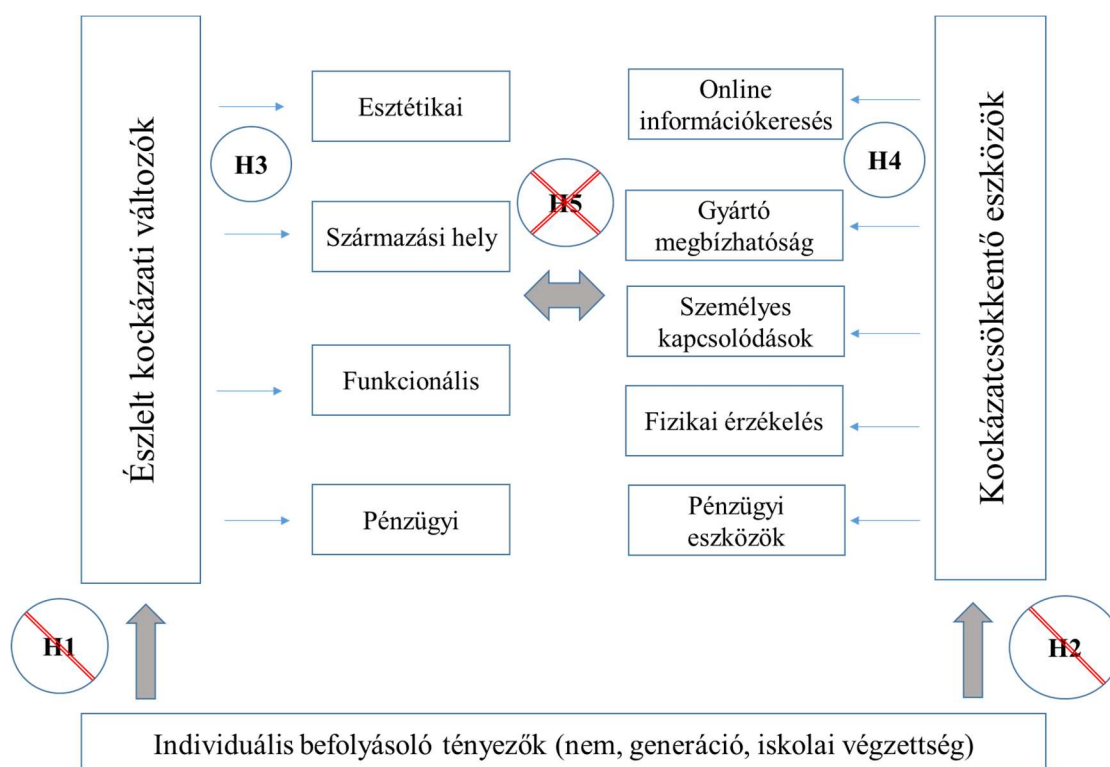 Észlelt kockázati változók
H3
Esztétikai
Származási hely
Funkcionális
Pénzügyi
H5
Online
információkeresés
Gyártó
megbízhatóság
Személyes
kapcsolódások
Fizikai érzékelés
Pénzügyi
eszközök
H4
Kockázatcsökkentő eszközök
H1
H2
Individuális befolyásoló tényezők (nem, generáció, iskolai végzettség)